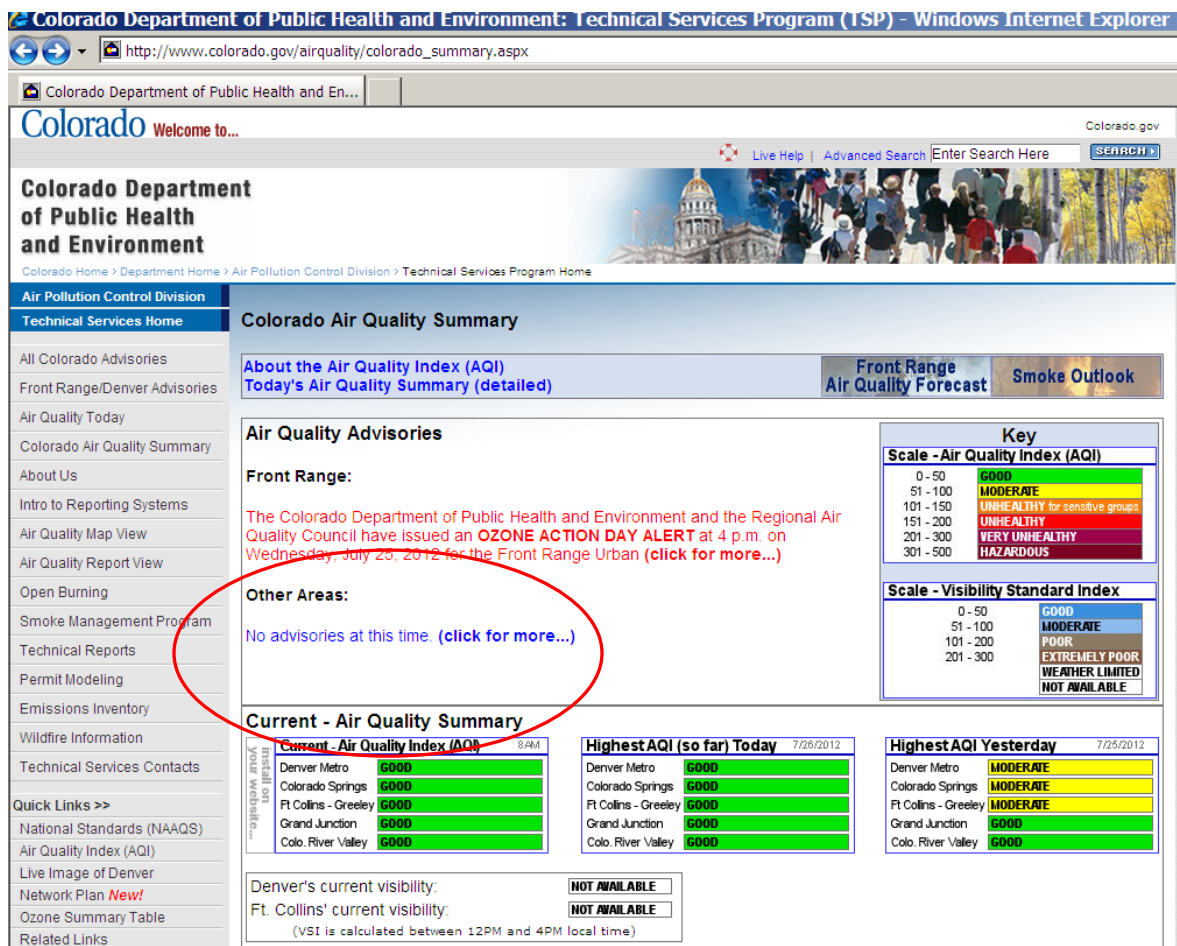 Colorado Department of Public Health and Environment: Technical Services Program (TSP) - Windows Internet Explorer
http://www.colorado.gov/airquality/colorado_summary.aspx
Colorado Department of Public Health and En...
Colorado Welcome to...
Colorado.gov
Live Help | Advanced Search Enter Search Here SEARCH
Colorado Department
of Public Health
and Environment
Colorado Home > Department Home > Air Pollution Control Division > Technical Services Program Home
Air Pollution Control Division
Technical Services Home
All Colorado Advisories
Front Range/Denver Advisories
Air Quality Today
Colorado Air Quality Summary
About Us
Intro to Reporting Systems
Air Quality Map View
Air Quality Report View
Open Burning
Smoke Management Program
Technical Reports
Permit Modeling
Emissions Inventory
Wildfire Information
Technical Services Contacts
Quick Links >>
National Standards (NAAQS)
Air Quality Index (AQI)
Live Image of Denver
Network Plan New!
Ozone Summary Table
Related Links
Colorado Air Quality Summary
About the Air Quality Index (AQI)
Today's Air Quality Summary (detailed)
Front Range
Air Quality Forecast
Smoke Outlook
Air Quality Advisories
Front Range:
The Colorado Department of Public Health and Environment and the Regional Air
Quality Council have issued an OZONE ACTION DAY ALERT at 4 p.m. on
Wednesday, July 25, 2012 for the Front Range Urban (click for more...)
Other Areas:
No advisories at this time. (click for more...)
Key
Scale - Air Quality Index (AQI)
0 - 50 GOOD
51 - 100 MODERATE
101 - 150 UNHEALTHY for sensitive groups
151 - 200 UNHEALTHY
201 - 300 VERY UNHEALTHY
301 - 500 HAZARDOUS
Scale - Visibility Standard Index
0 - 50 GOOD
51 - 100 MODERATE
101 - 200 POOR
201 - 300 EXTREMELY POOR
WEATHER LIMITED
NOT AVAILABLE
Current - Air Quality Summary
install on
your website...
Current - Air Quality Index (AQI) 8AM
Denver Metro GOOD
Colorado Springs GOOD
Ft Collins - Greeley GOOD
Grand Junction GOOD
Colo. River Valley GOOD
Highest AQI (so far) Today 7/26/2012
Denver Metro GOOD
Colorado Springs GOOD
Ft Collins - Greeley GOOD
Grand Junction GOOD
Colo. River Valley GOOD
Highest AQI Yesterday 7/25/2012
Denver Metro MODERATE
Colorado Springs MODERATE
Ft Collins - Greeley MODERATE
Grand Junction GOOD
Colo. River Valley GOOD
Denver's current visibility: NOT AVAILABLE
Ft. Collins' current visibility: NOT AVAILABLE
(VSI is calculated between 12PM and 4PM local time)